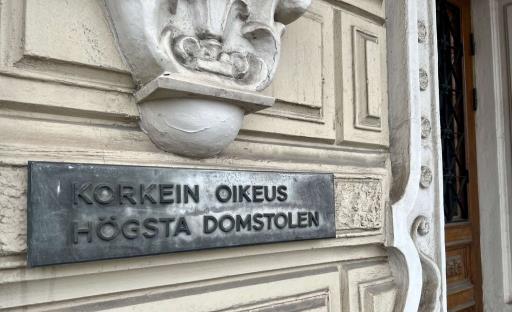 KORKEIN OIKEUS
HÖGSTA DOMSTOLEN